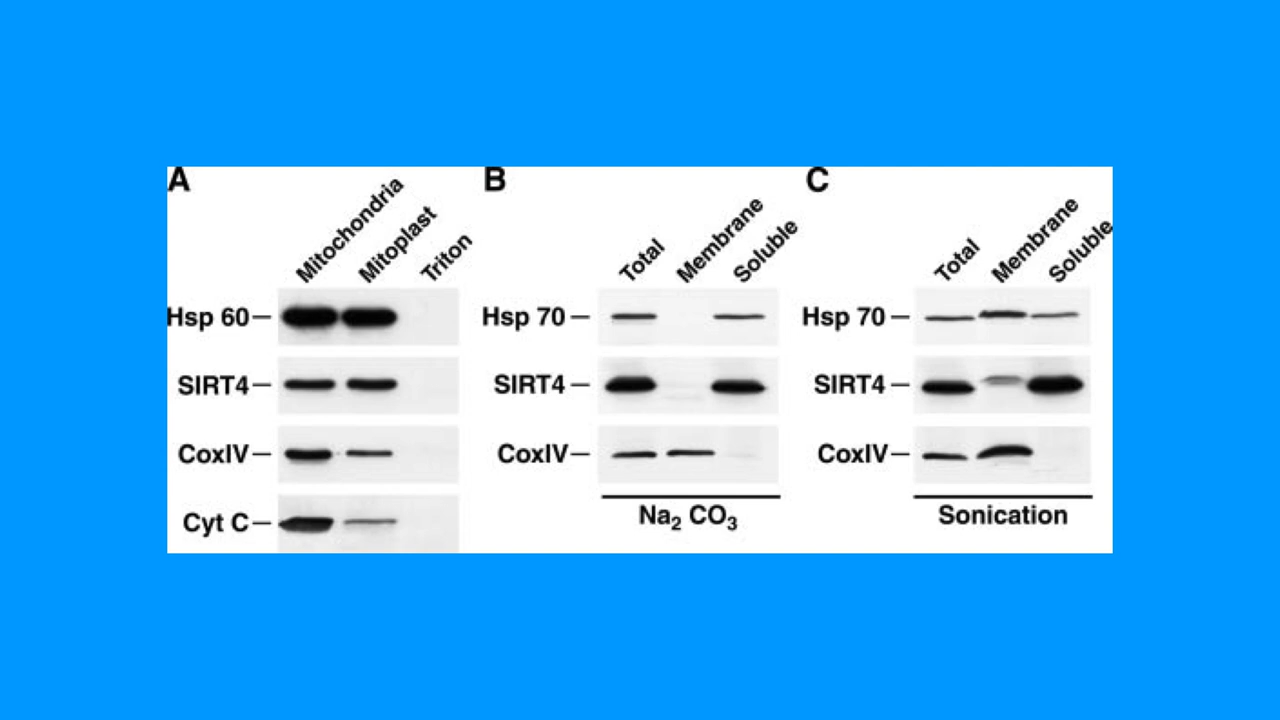 A
Mitochondria
Mitoplast
Triton
Hsp 60
SIRT4
CoxIV
Cyt C
B
Total
Membrane
Soluble
Hsp 70
SIRT4
CoxIV
Na2 CO3
C
Total
Membrane
Soluble
Hsp 70
SIRT4
CoxIV
Sonication